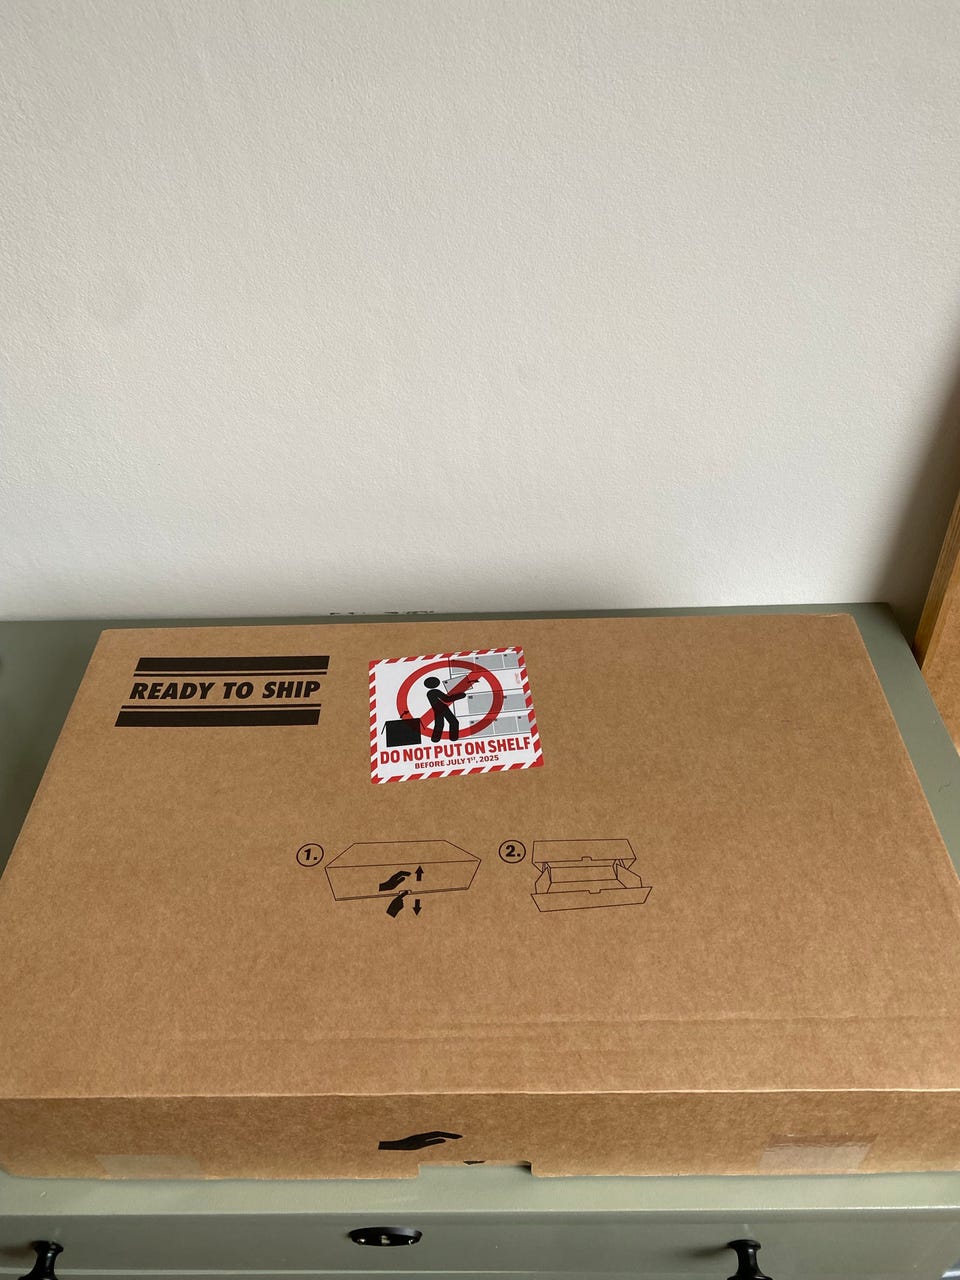 READY TO SHIP
DO NOT PUT ON SHELF
BEFORE JULY 1ST, 2025
1.
2.